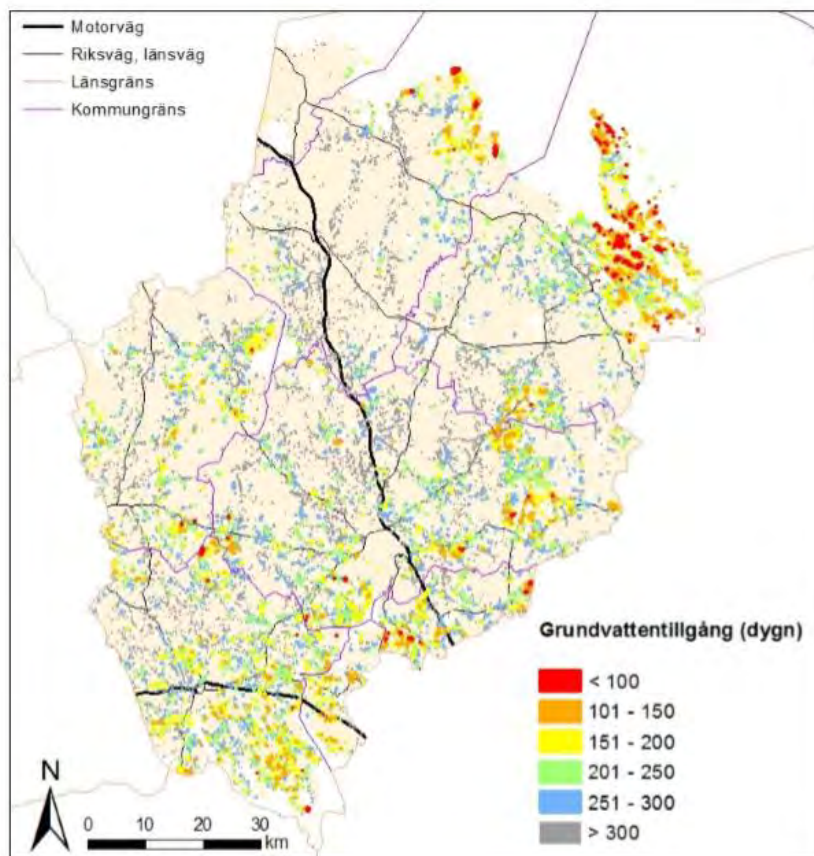 Motorväg
Riksväg, länsväg
Länsgräns
Kommungräns
Grundvattentillgång (dygn)
< 100
101 - 150
151 - 200
201 - 250
251 - 300
> 300
N
0 10 20 30
km